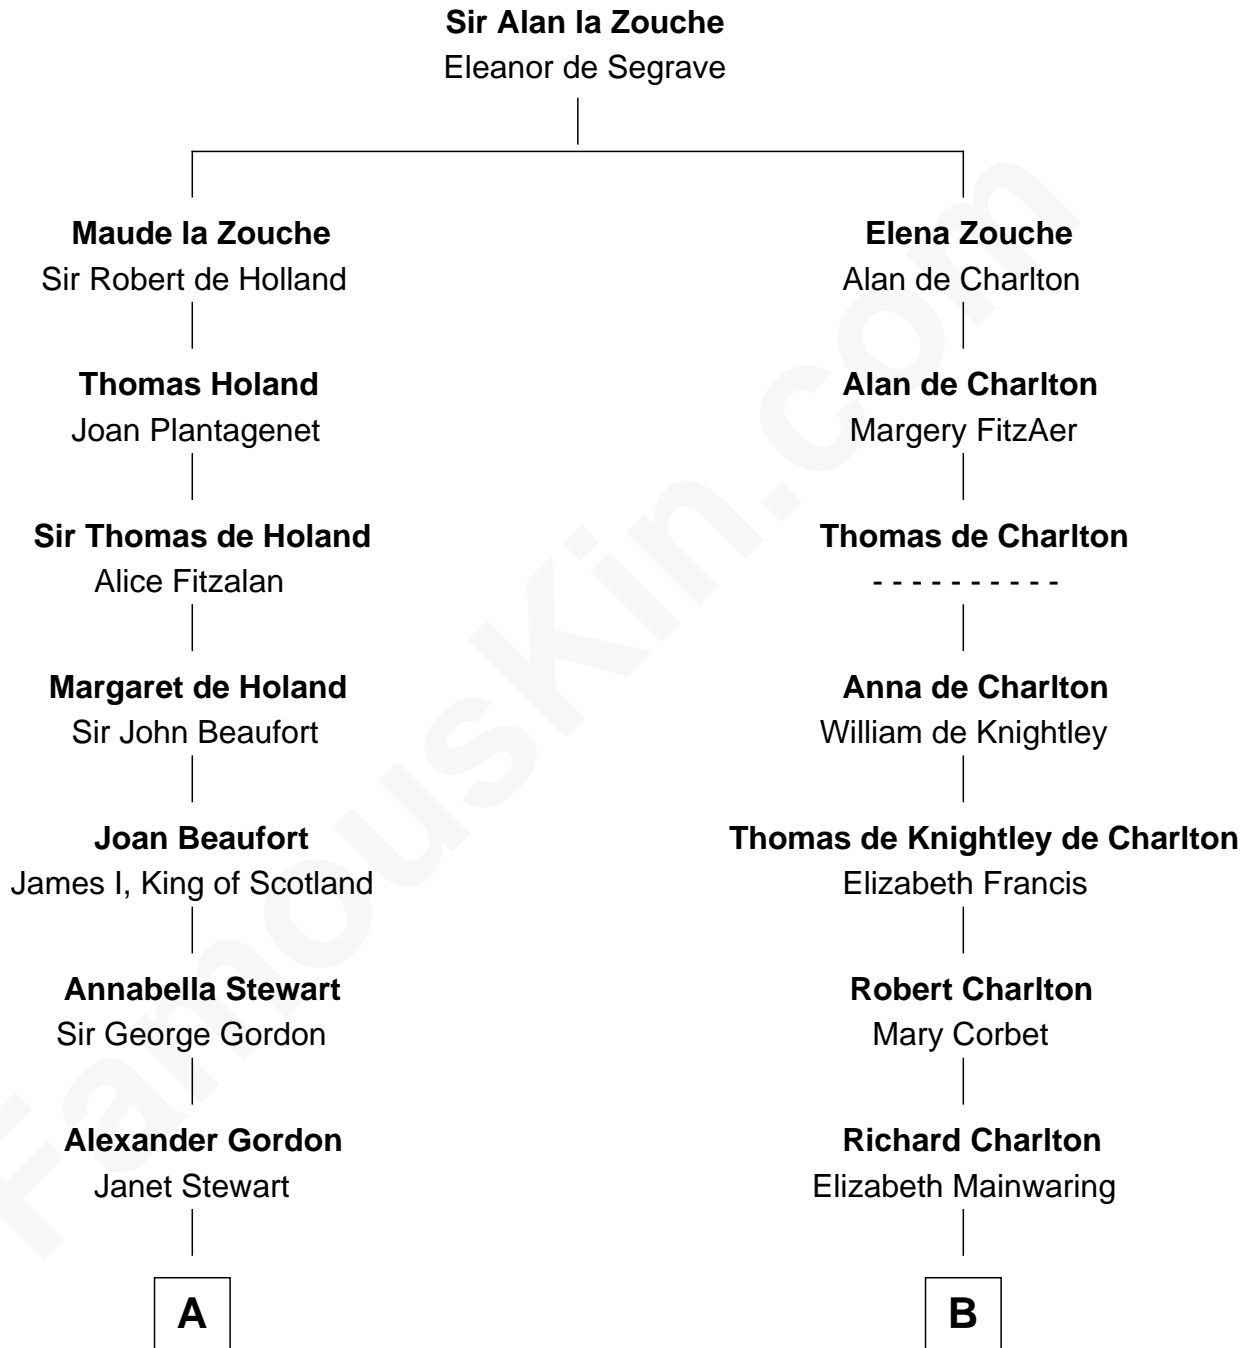 Sir Alan la Zouche
Eleanor de Segrave
Maude la Zouche
Sir Robert de Holland
Elena Zouche
Alan de Charlton
Thomas Holand
Joan Plantagenet
Alan de Charlton
Margery FitzAer
Sir Thomas de Holand
Alice Fitzalan
Thomas de Charlton
- - - - - - - - - -
Margaret de Holand
Sir John Beaufort
Anna de Charlton
William de Knightley
Joan Beaufort
James I, King of Scotland
Thomas de Knightley de Charlton
Elizabeth Francis
Annabella Stewart
Sir George Gordon
Robert Charlton
Mary Corbet
Alexander Gordon
Janet Stewart
Richard Charlton
Elizabeth Mainwaring
A
B
FamousKin.com